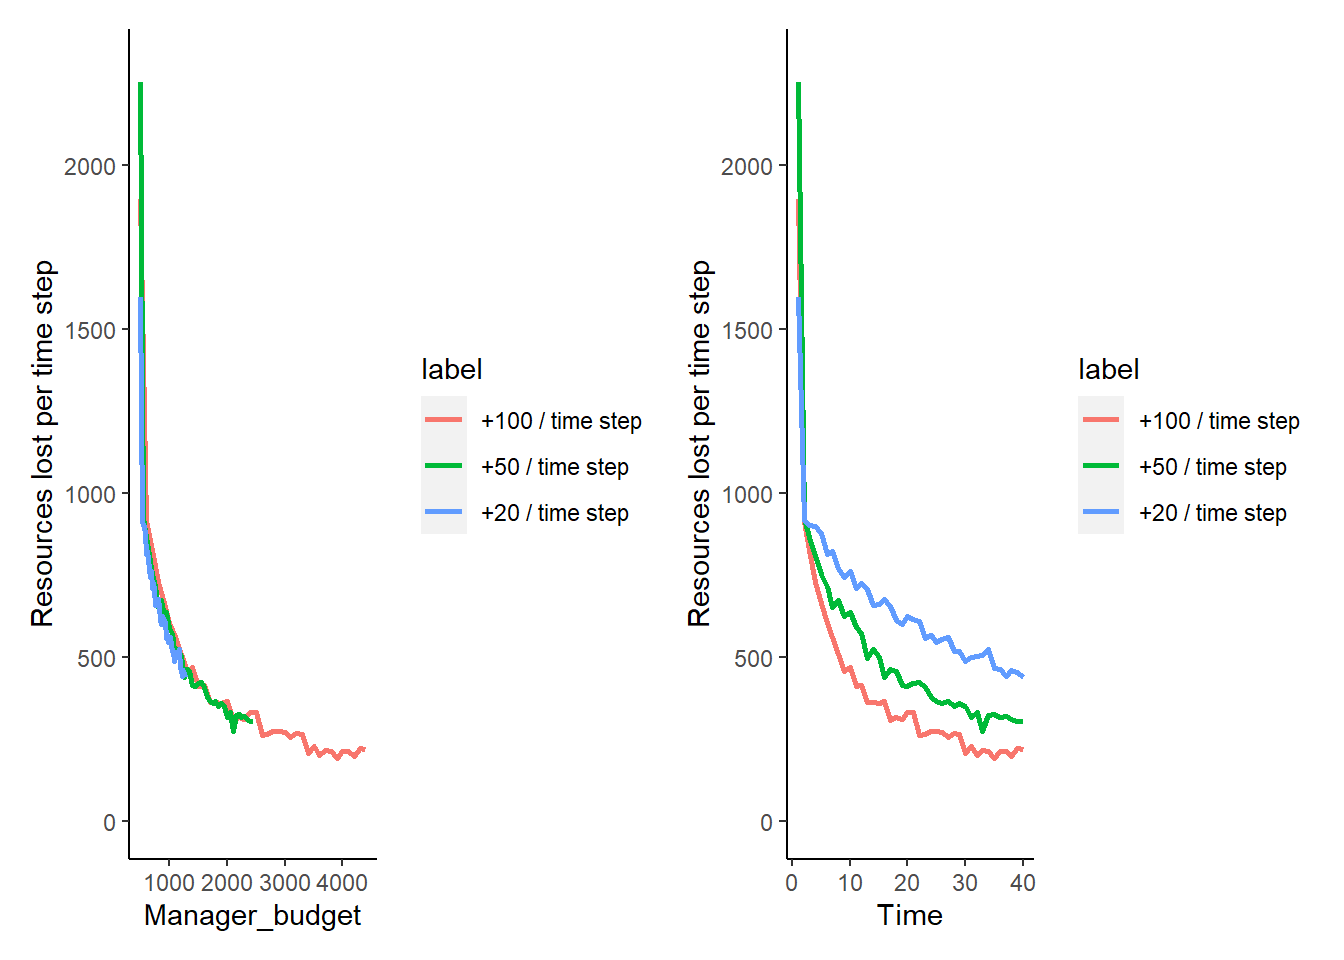 Resources lost per time step
2000
1500
1000
500
0
1000 2000 3000 4000
Manager_budget
label
+100 / time step
+50 / time step
+20 / time step
Resources lost per time step
2000
1500
1000
500
0
0 10 20 30 40
Time
label
+100 / time step
+50 / time step
+20 / time step